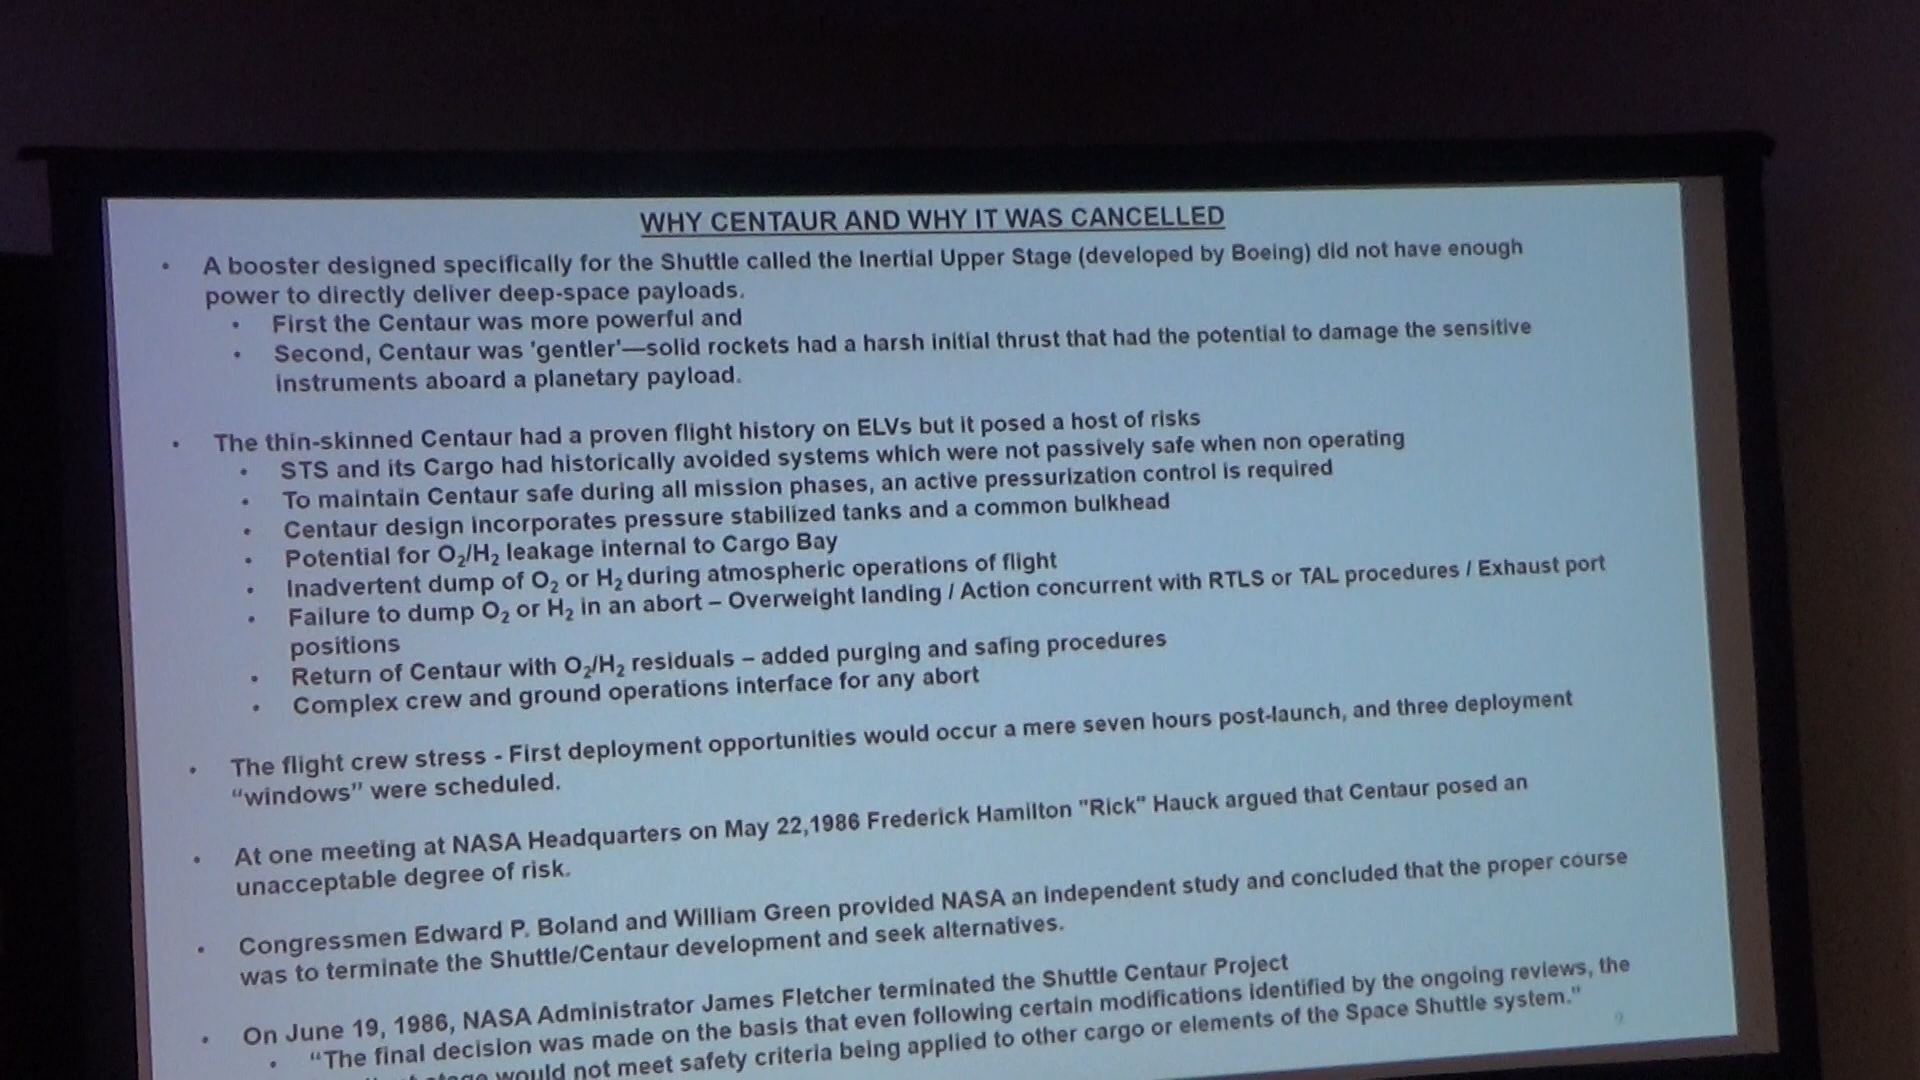 WHY CENTAUR AND WHY IT WAS CANCELLED
• A booster designed specifically for the Shuttle called the Inertial Upper Stage (developed by Boeing) did not have enough
power to directly deliver deep-space payloads.
• First the Centaur was more powerful and
• Second, Centaur was 'gentler'—solid rockets had a harsh initial thrust that had the potential to damage the sensitive
instruments aboard a planetary payload.
• The thin-skinned Centaur had a proven flight history on ELVs but it posed a host of risks
• STS and its Cargo had historically avoided systems which were not passively safe when non operating
• To maintain Centaur safe during all mission phases, an active pressurization control is required
• Centaur design incorporates pressure stabilized tanks and a common bulkhead
• Potential for O₂/H₂ leakage internal to Cargo Bay
• Inadvertent dump of O₂ or H₂ during atmospheric operations of flight
• Failure to dump O₂ or H₂ in an abort – Overweight landing / Action concurrent with RTLS or TAL procedures / Exhaust port
positions
• Return of Centaur with O₂/H₂ residuals – added purging and safing procedures
• Complex crew and ground operations interface for any abort
• The flight crew stress - First deployment opportunities would occur a mere seven hours post-launch, and three deployment
“windows” were scheduled.
• At one meeting at NASA Headquarters on May 22,1986 Frederick Hamilton "Rick" Hauck argued that Centaur posed an
unacceptable degree of risk.
• Congressmen Edward P. Boland and William Green provided NASA an independent study and concluded that the proper course
was to terminate the Shuttle/Centaur development and seek alternatives.
• On June 19, 1986, NASA Administrator James Fletcher terminated the Shuttle Centaur Project
• “The final decision was made on the basis that even following certain modifications identified by the ongoing reviews, the
would not meet safety criteria being applied to other cargo or elements of the Space Shuttle system.”
9